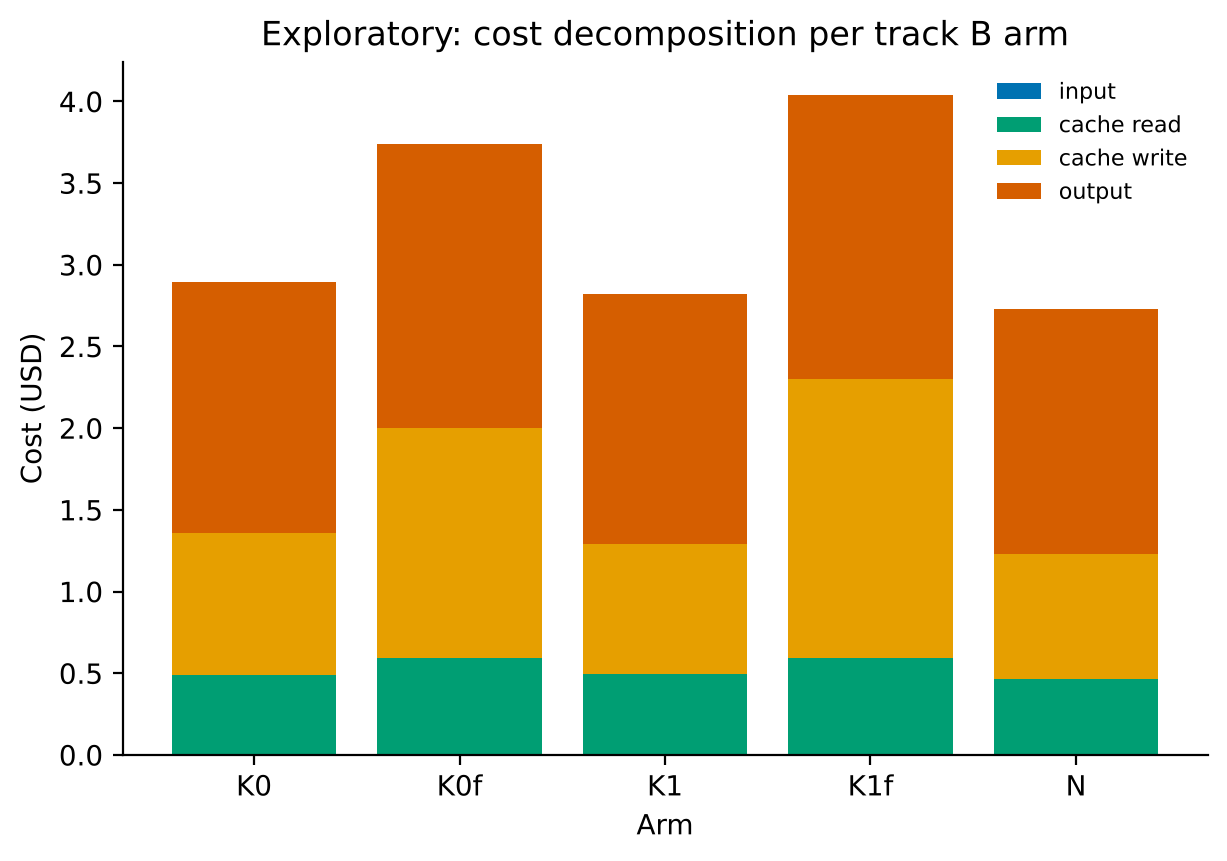 Exploratory: cost decomposition per track B arm
input
cache read
cache write
output
4.0
3.5
3.0
2.5
2.0
1.5
1.0
0.5
0.0
Cost (USD)
K0 K0f K1 K1f N
Arm